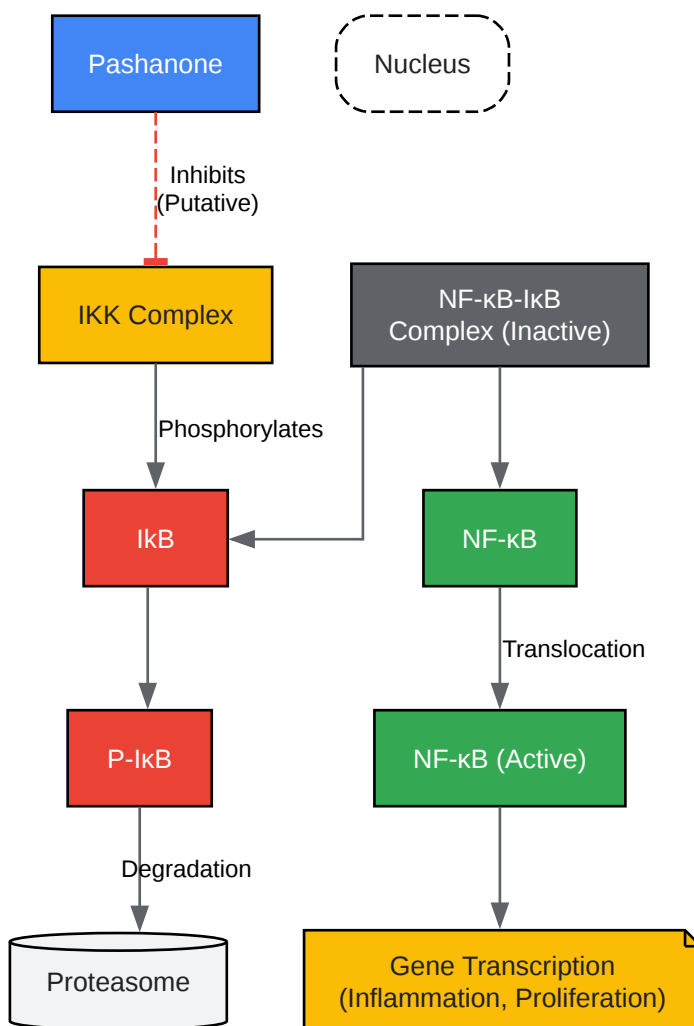 Pashanone
Nucleus
Inhibits
(Putative)
IKK Complex
NF-κB-IκB
Complex (Inactive)
Phosphorylates
IkB
NF-κB
Translocation
P-IκB
NF-κB (Active)
Degradation
Proteasome
Gene Transcription
(Inflammation, Proliferation)